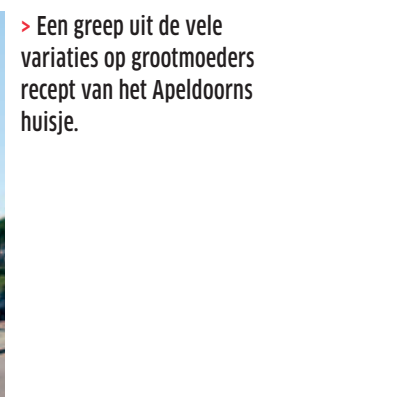 > Een greep uit de vele
variaties op grootmoeders
recept van het Apeldoorns
huisje.